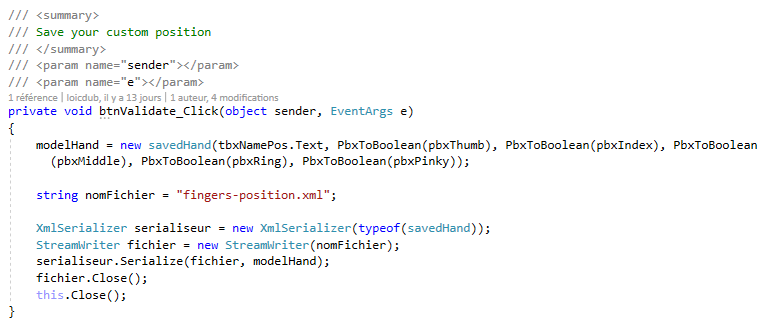 /// <summary>
/// Save your custom position
/// </summary>
/// <param name="sender"></param>
/// <param name="e"></param>
1 référence | loicdub, il y a 13 jours | 1 auteur, 4 modifications
private void btnValidate_Click(object sender, EventArgs e)
{
modelHand = new savedHand(tbxNamePos.Text, PbxToBoolean(pbxThumb), PbxToBoolean(pbxIndex), PbxToBoolean
(pbxMiddle), PbxToBoolean(pbxRing), PbxToBoolean(pbxPinky));
string nomFichier = "fingers-position.xml";
XmlSerializer serialiseur = new XmlSerializer(typeof(savedHand));
StreamWriter fichier = new StreamWriter(nomFichier);
serialiseur.Serialize(fichier, modelHand);
fichier.Close();
this.Close();
}